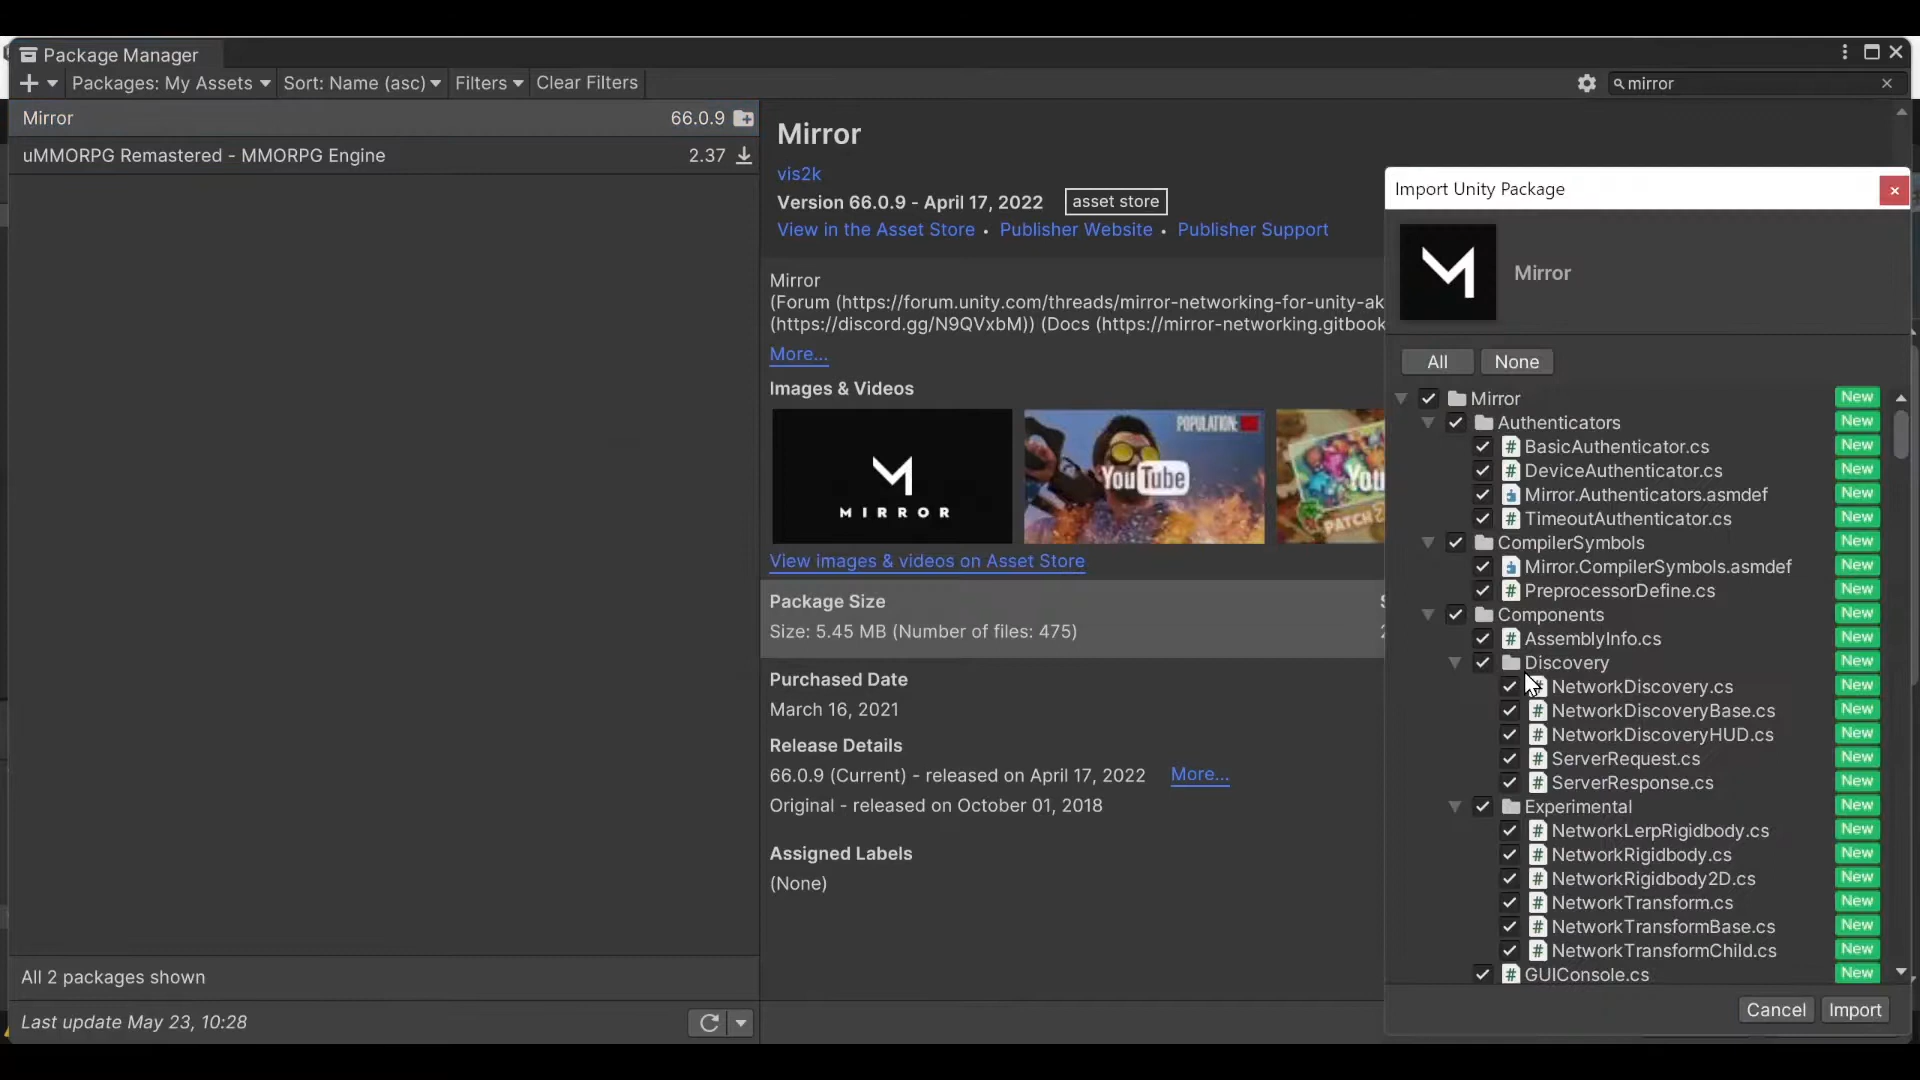 Package Manager
Packages: My Assets
Sort: Name (asc)
Filters
Clear Filters
mirror
Mirror
66.0.9
uMMORPG Remastered - MMORPG Engine
2.37
Mirror
vis2k
Version 66.0.9 - April 17, 2022
asset store
View in the Asset Store • Publisher Website • Publisher Support
Mirror
(Forum (https://forum.unity.com/threads/mirror-networking-for-unity-ak
(https://discord.gg/N9QVxbM)) (Docs (https://mirror-networking.gitbook
More...
Images & Videos
MIRROR
POPULATION:
YouTube
You
PATCH
View images & videos on Asset Store
Package Size
Size: 5.45 MB (Number of files: 475)
Purchased Date
March 16, 2021
Release Details
66.0.9 (Current) - released on April 17, 2022
More...
Original - released on October 01, 2018
Assigned Labels
(None)
All 2 packages shown
Last update May 23, 10:28
Import Unity Package
Mirror
All
None
Mirror New
Authenticators New
BasicAuthenticator.cs New
DeviceAuthenticator.cs New
Mirror.Authenticators.asmdef New
TimeoutAuthenticator.cs New
CompilerSymbols New
Mirror.CompilerSymbols.asmdef New
PreprocessorDefine.cs New
Components New
AssemblyInfo.cs New
Discovery New
NetworkDiscovery.cs New
NetworkDiscoveryBase.cs New
NetworkDiscoveryHUD.cs New
ServerRequest.cs New
ServerResponse.cs New
Experimental New
NetworkLerpRigidbody.cs New
NetworkRigidbody.cs New
NetworkRigidbody2D.cs New
NetworkTransform.cs New
NetworkTransformBase.cs New
NetworkTransformChild.cs New
GUIConsole.cs New
Cancel
Import